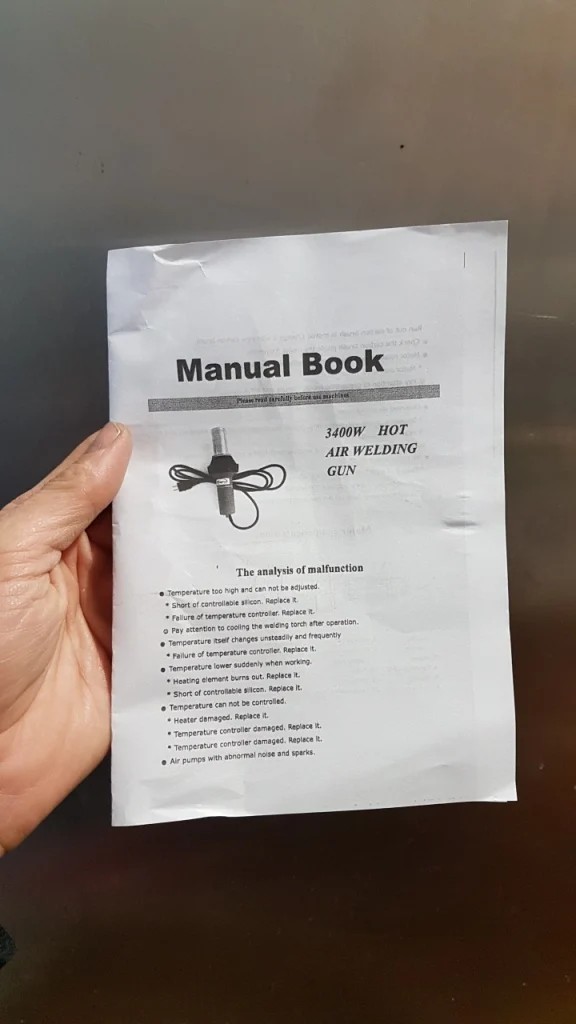 Manual Book
Please read carefully before use machines
3400W HOT
AIR WELDING
GUN
The analysis of malfunction
● Temperature too high and can not be adjusted.
* Short of controllable silicon. Replace it.
* Failure of temperature controller. Replace it.
○ Pay attention to cooling the welding torch after operation.
● Temperature itself changes unsteadily and frequently
* Failure of temperature controller. Replace it.
● Temperature lower suddenly when working.
* Heating element burns out. Replace it.
* Short of controllable silicon. Replace it.
● Temperature can not be controlled.
* Heater damaged. Replace it.
* Temperature controller damaged. Replace it.
* Temperature controller damaged. Replace it.
● Air pumps with abnormal noise and sparks.